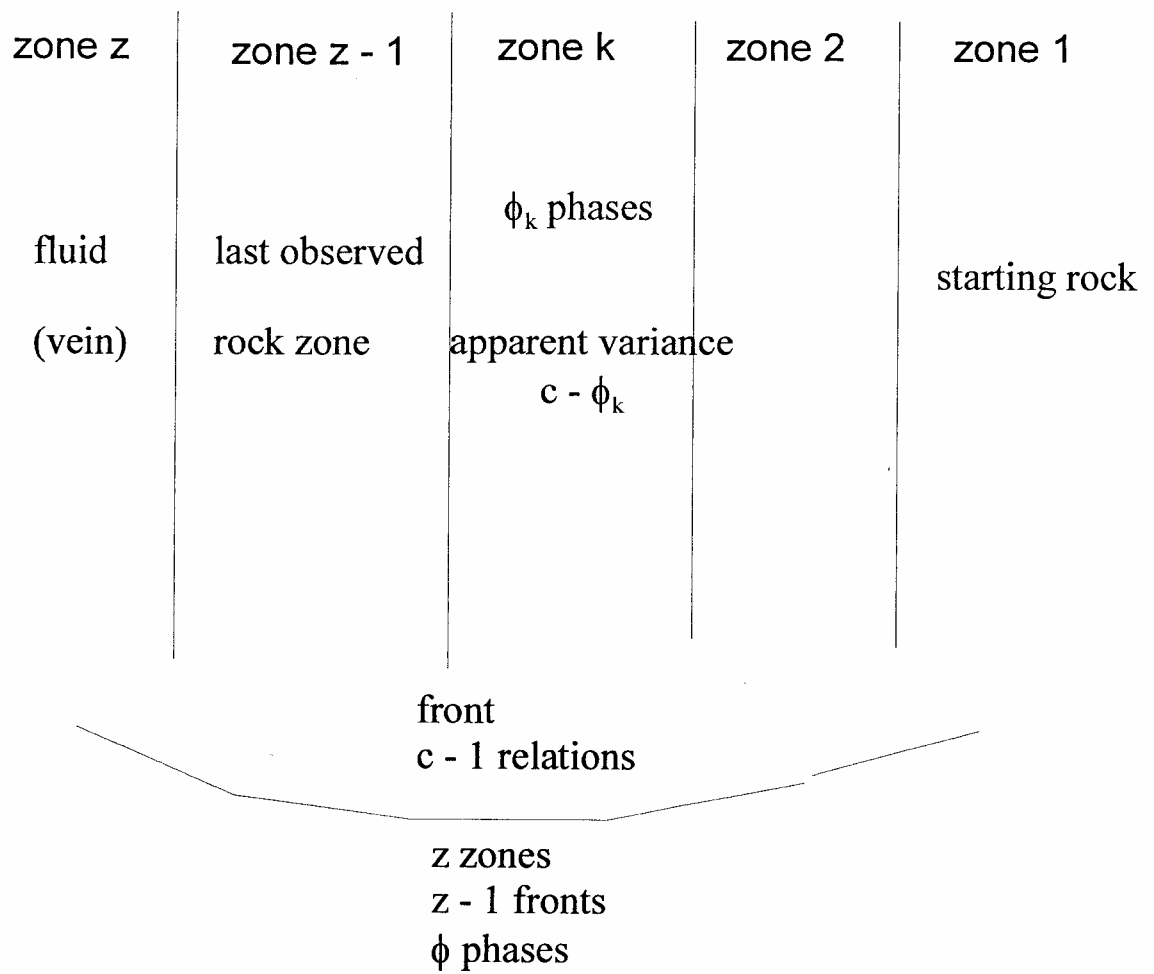 zone z
zone z - 1
zone k
zone 2
zone 1
ϕk phases
fluid
last observed
starting rock
(vein)
rock zone
apparent variance
c - ϕk
front
c - 1 relations
z zones
z - 1 fronts
ϕ phases